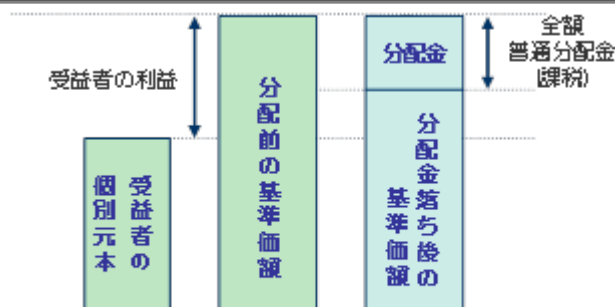 全額
普通分配金
(課税)
受益者の利益
分配金
分配前の基準価額
分配金落ち後の
基準価額
受益者の
個別元本